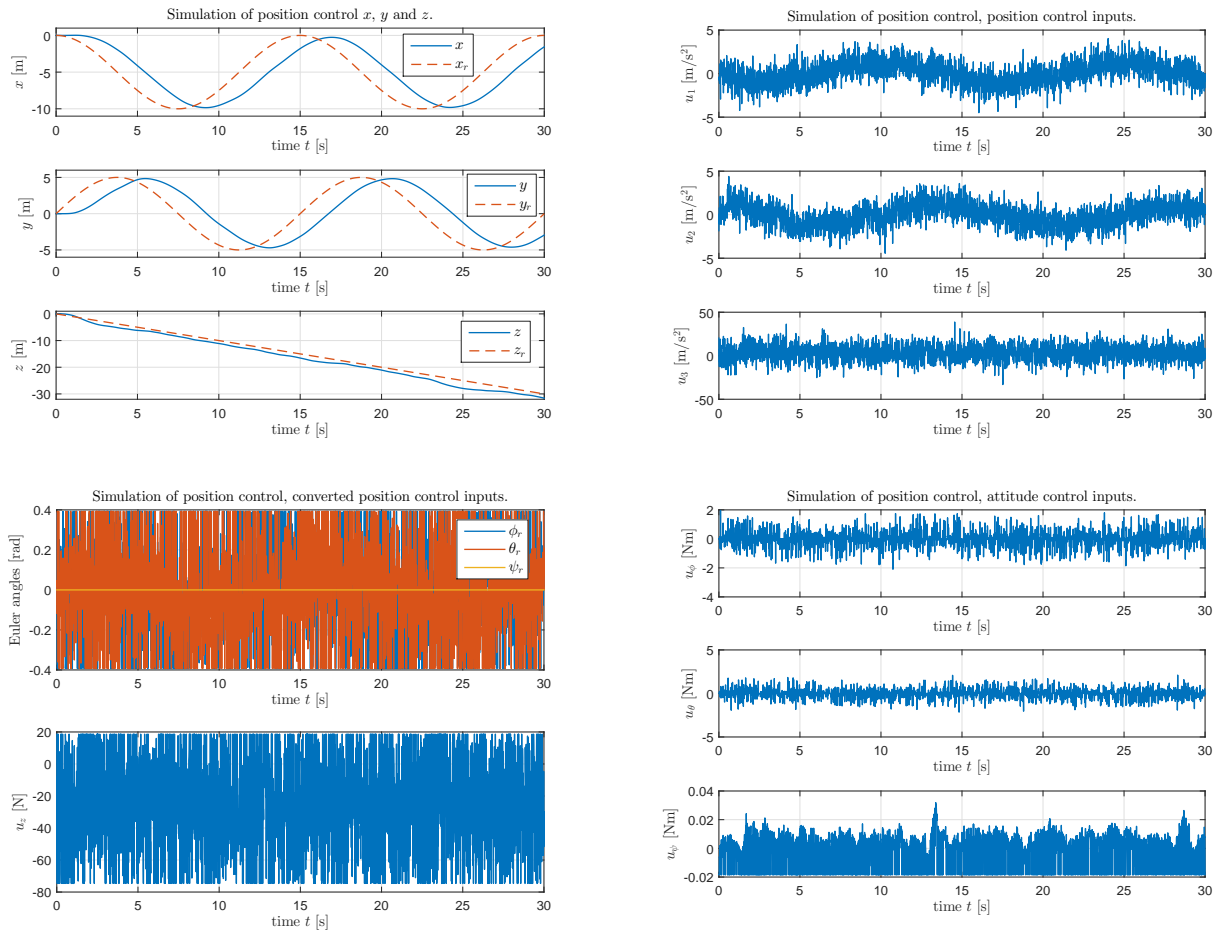 Simulation of position control x, y and z.
x [m]
0
-5
-10
x
x_r
0 5 10 15 20 25 30
time t [s]
y [m]
5
0
-5
y
y_r
0 5 10 15 20 25 30
time t [s]
z [m]
0
-10
-20
-30
z
z_r
0 5 10 15 20 25 30
time t [s]
Simulation of position control, position control inputs.
u_1 [m/s²]
5
0
-5
0 5 10 15 20 25 30
time t [s]
u_2 [m/s²]
5
0
-5
0 5 10 15 20 25 30
time t [s]
u_3 [m/s²]
50
0
-50
0 5 10 15 20 25 30
time t [s]
Simulation of position control, converted position control inputs.
Euler angles [rad]
0.4
0.2
0
-0.2
-0.4
ϕ_r
θ_r
ψ_r
0 5 10 15 20 25 30
time t [s]
u_z [N]
20
0
-20
-40
-60
-80
0 5 10 15 20 25 30
time t [s]
Simulation of position control, attitude control inputs.
u_ϕ [Nm]
2
0
-2
-4
0 5 10 15 20 25 30
time t [s]
u_θ [Nm]
5
0
-5
0 5 10 15 20 25 30
time t [s]
u_ψ [Nm]
0.04
0.02
0
-0.02
0 5 10 15 20 25 30
time t [s]